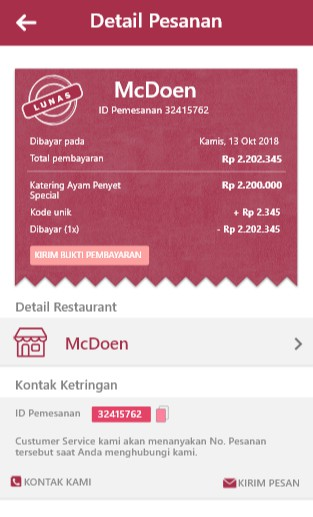 Detail Pesanan
LUNAS
McDoen
ID Pemesanan 32415762
Dibayar pada Kamis, 13 Okt 2018
Total pembayaran Rp 2.202.345
Katering Ayam Penyet Rp 2.200.000
Special
Kode unik + Rp 2.345
Dibayar (1x) - Rp 2.202.345
KIRIM BUKTI PEMBAYARAN
Detail Restaurant
McDoen
Kontak Ketringan
ID Pemesanan 32415762
Custumer Service kami akan menanyakan No. Pesanan
tersebut saat Anda menghubungi kami.
KONTAK KAMI KIRIM PESAN